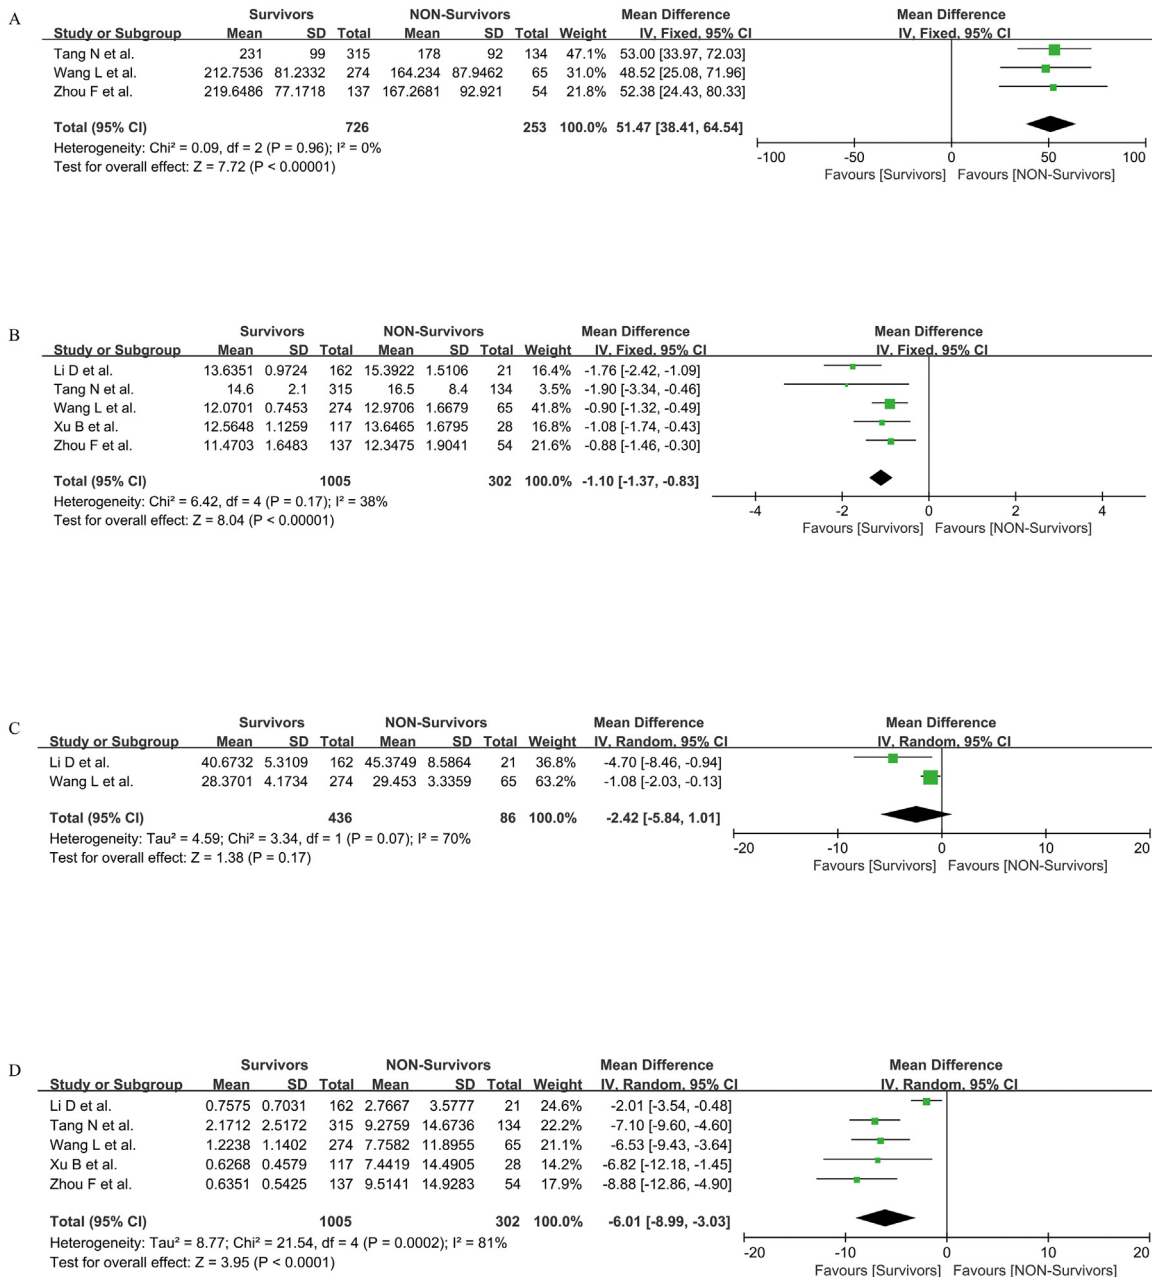 A
Survivors NON-Survivors Mean Difference Mean Difference
Study or Subgroup Mean SD Total Mean SD Total Weight IV, Fixed, 95% CI IV, Fixed, 95% CI
Tang N et al. 231 99 315 178 92 134 47.1% 53.00 [33.97, 72.03]
Wang L et al. 212.7536 81.2332 274 164.234 87.9462 65 31.0% 48.52 [25.08, 71.96]
Zhou F et al. 219.6486 77.1718 137 167.2681 92.921 54 21.8% 52.38 [24.43, 80.33]
Total (95% CI) 726 253 100.0% 51.47 [38.41, 64.54]
Heterogeneity: Chi² = 0.09, df = 2 (P = 0.96); I² = 0%
Test for overall effect: Z = 7.72 (P < 0.00001)
-100 -50 0 50 100
Favours [Survivors] Favours [NON-Survivors]
B
Survivors NON-Survivors Mean Difference Mean Difference
Study or Subgroup Mean SD Total Mean SD Total Weight IV, Fixed, 95% CI IV, Fixed, 95% CI
Li D et al. 13.6351 0.9724 162 15.3922 1.5106 21 16.4% -1.76 [-2.42, -1.09]
Tang N et al. 14.6 2.1 315 16.5 8.4 134 3.5% -1.90 [-3.34, -0.46]
Wang L et al. 12.0701 0.7453 274 12.9706 1.6679 65 41.8% -0.90 [-1.32, -0.49]
Xu B et al. 12.5648 1.1259 117 13.6465 1.6795 28 16.8% -1.08 [-1.74, -0.43]
Zhou F et al. 11.4703 1.6483 137 12.3475 1.9041 54 21.6% -0.88 [-1.46, -0.30]
Total (95% CI) 1005 302 100.0% -1.10 [-1.37, -0.83]
Heterogeneity: Chi² = 6.42, df = 4 (P = 0.17); I² = 38%
Test for overall effect: Z = 8.04 (P < 0.00001)
-4 -2 0 2 4
Favours [Survivors] Favours [NON-Survivors]
C
Survivors NON-Survivors Mean Difference Mean Difference
Study or Subgroup Mean SD Total Mean SD Total Weight IV, Random, 95% CI IV, Random, 95% CI
Li D et al. 40.6732 5.3109 162 45.3749 8.5864 21 36.8% -4.70 [-8.46, -0.94]
Wang L et al. 28.3701 4.1734 274 29.453 3.3359 65 63.2% -1.08 [-2.03, -0.13]
Total (95% CI) 436 86 100.0% -2.42 [-5.84, 1.01]
Heterogeneity: Tau² = 4.59; Chi² = 3.34, df = 1 (P = 0.07); I² = 70%
Test for overall effect: Z = 1.38 (P = 0.17)
-20 -10 0 10 20
Favours [Survivors] Favours [NON-Survivors]
D
Survivors NON-Survivors Mean Difference Mean Difference
Study or Subgroup Mean SD Total Mean SD Total Weight IV, Random, 95% CI IV, Random, 95% CI
Li D et al. 0.7575 0.7031 162 2.7667 3.5777 21 24.6% -2.01 [-3.54, -0.48]
Tang N et al. 2.1712 2.5172 315 9.2759 14.6736 134 22.2% -7.10 [-9.60, -4.60]
Wang L et al. 1.2238 1.1402 274 7.7582 11.8955 65 21.1% -6.53 [-9.43, -3.64]
Xu B et al. 0.6268 0.4579 117 7.4419 14.4905 28 14.2% -6.82 [-12.18, -1.45]
Zhou F et al. 0.6351 0.5425 137 9.5141 14.9283 54 17.9% -8.88 [-12.86, -4.90]
Total (95% CI) 1005 302 100.0% -6.01 [-8.99, -3.03]
Heterogeneity: Tau² = 8.77; Chi² = 21.54, df = 4 (P = 0.0002); I² = 81%
Test for overall effect: Z = 3.95 (P < 0.0001)
-20 -10 0 10 20
Favours [Survivors] Favours [NON-Survivors]